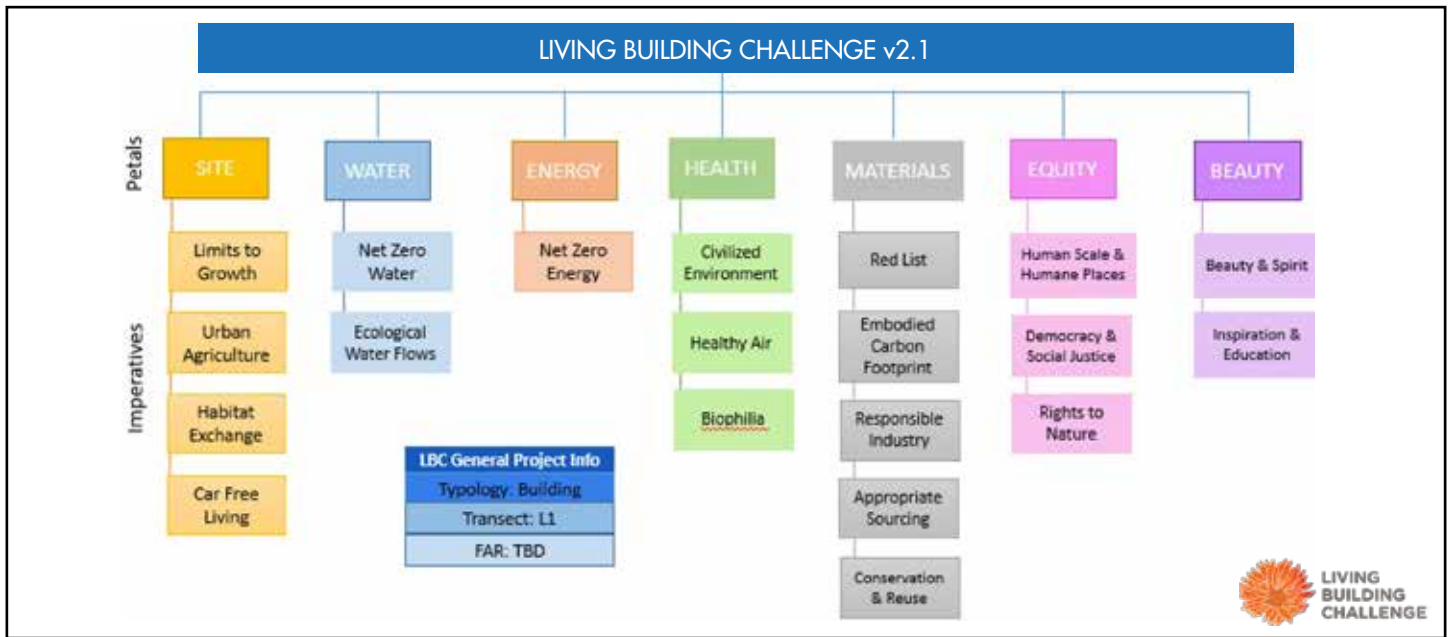 LIVING BUILDING CHALLENGE v2.1
Petals
SITE
WATER
ENERGY
HEALTH
MATERIALS
EQUITY
BEAUTY
Imperatives
Limits to
Growth
Urban
Agriculture
Habitat
Exchange
Car Free
Living
Net Zero
Water
Ecological
Water Flows
Net Zero
Energy
Civilized
Environment
Healthy Air
Biophilia
Red List
Embodied
Carbon
Footprint
Responsible
Industry
Appropriate
Sourcing
Conservation
& Reuse
Human Scale &
Humane Places
Democracy &
Social Justice
Rights to
Nature
Beauty & Spirit
Inspiration &
Education
LBC General Project Info
Typology: Building
Transect: L1
FAR: TBD
LIVING
BUILDING
CHALLENGE